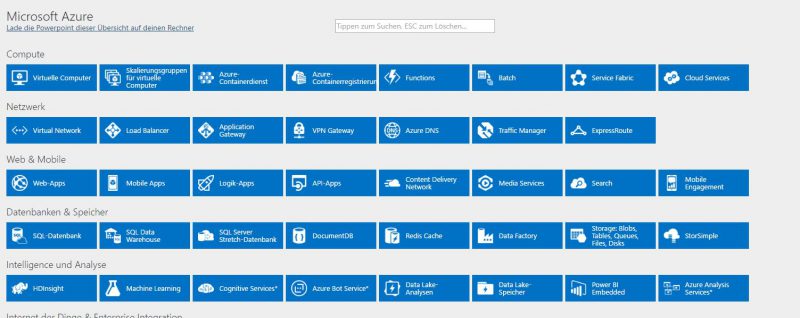 Microsoft Azure
Lade die Powerpoint dieser Übersicht auf deinen Rechner
Tippen zum Suchen, ESC zum Löschen...
Compute
Virtuelle Computer
Skalierungsgruppen
für virtuelle
Computer
Azure-
Containerdienst
Azure-
Containerregistrierun
Functions
Batch
Service Fabric
Cloud Services
Netzwerk
Virtual Network
Load Balancer
Application
Gateway
VPN Gateway
DNS
Azure DNS
Traffic Manager
ExpressRoute
Web & Mobile
Web-Apps
Mobile Apps
Logik-Apps
API-Apps
Content Delivery
Network
Media Services
Search
Mobile
Engagement
Datenbanken & Speicher
SQL-Datenbank
SQL Data
Warehouse
SQL Server
Stretch-Datenbank
DocumentDB
Redis Cache
Data Factory
Storage: Blobs,
Tables, Queues,
Files, Disks
StorSimple
Intelligence und Analyse
HDInsight
Machine Learning
Cognitive Services*
Azure Bot Service*
Data Lake-
Analysen
Data Lake-
Speicher
Power BI
Embedded
Azure Analysis
Services*
Internet der Dinge & Enterprise Integration